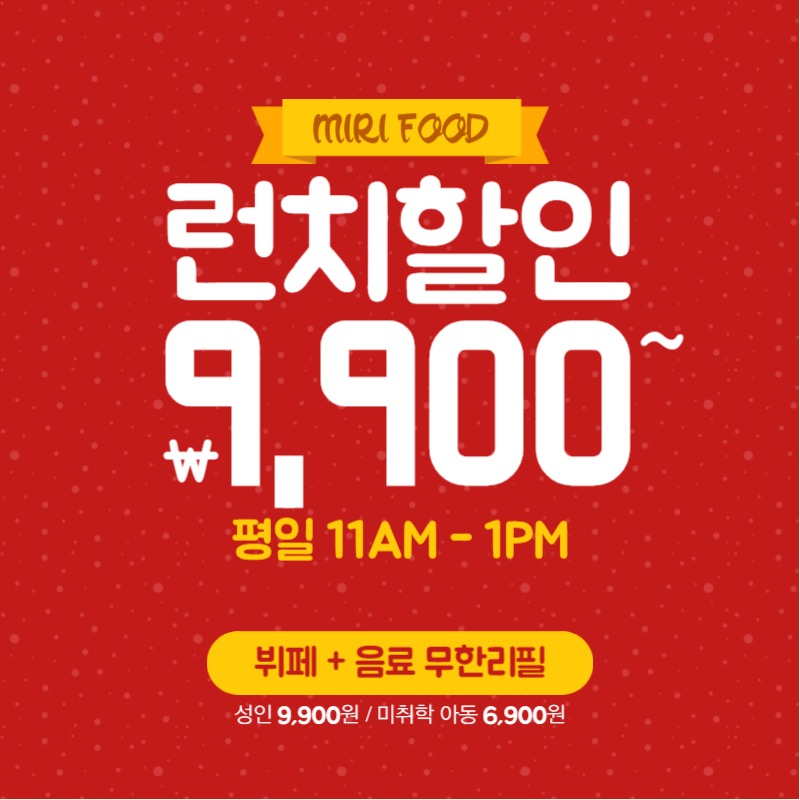 MIRI FOOD
런치할인
₩9,900~
평일 11AM - 1PM
뷔페 + 음료 무한리필
성인 9,900원 / 미취학 아동 6,900원